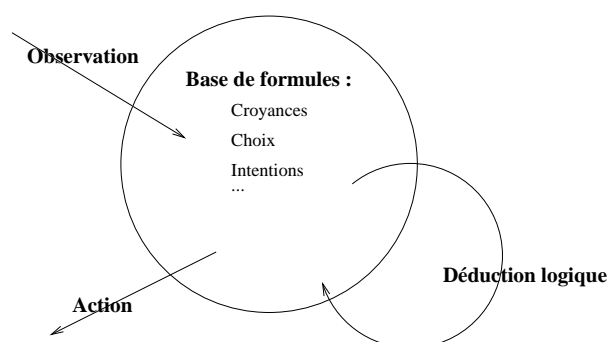 Observation
Base de formules :
Croyances
Choix
Intentions
...
Déduction logique
Action